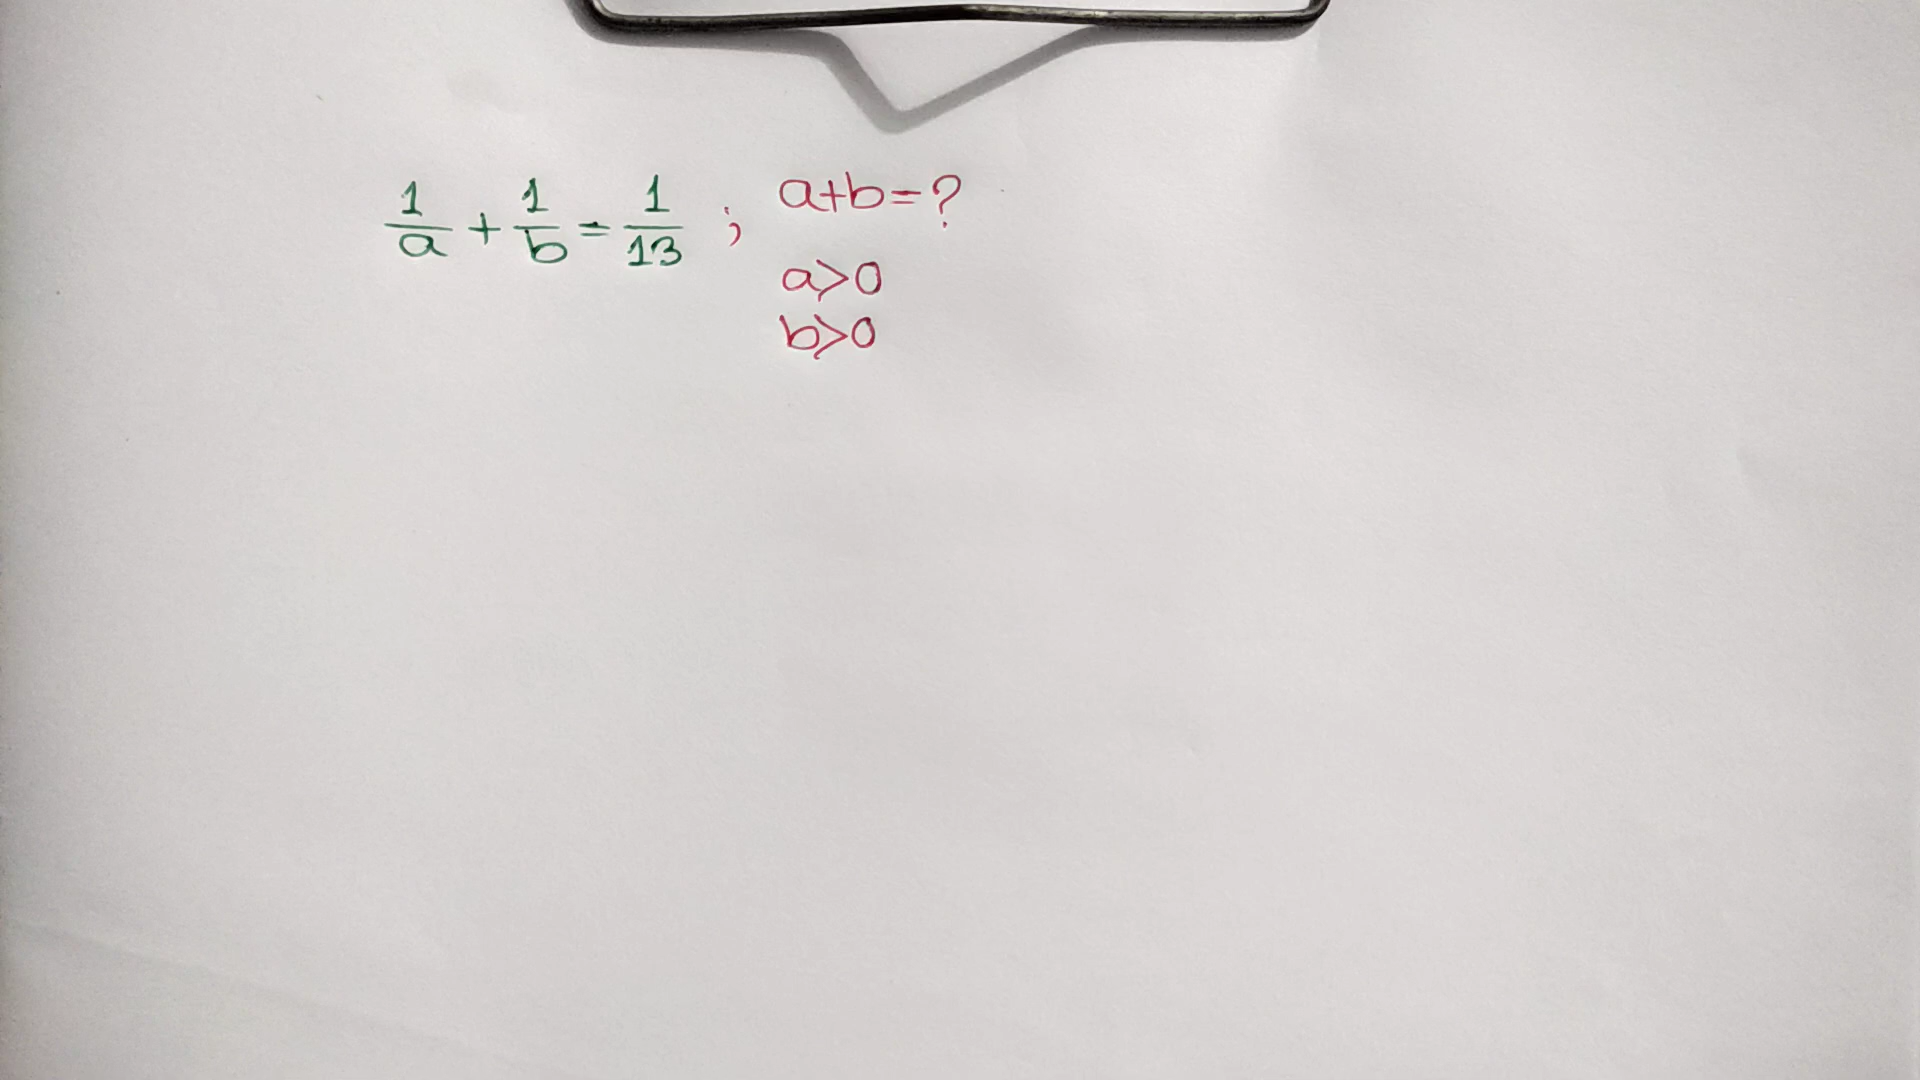 1/a + 1/b = 1/13 ; a+b=?
a>0
b>0